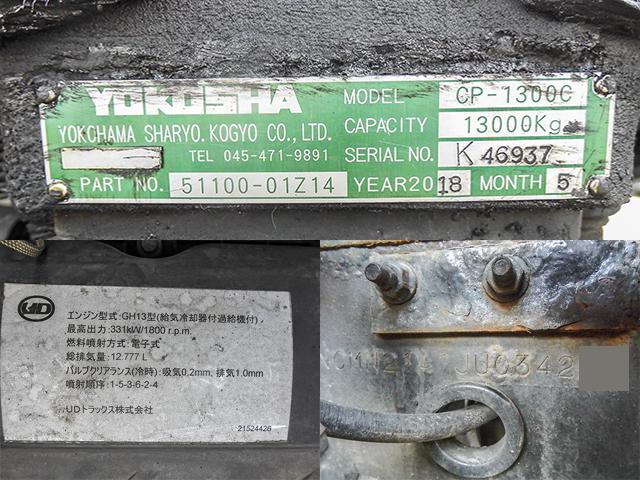 YOKOSHA
YOKOHAMA SHARYO. KOGYO CO., LTD.
TEL 045-471-9891
MODEL CP-1300C
CAPACITY 13000Kg
SERIAL NO. K 46937
PART NO. 51100-01Z14 YEAR2018 MONTH 5
UD
エンジン型式:GH13型(給気冷却器付過給機付)
最高出力:331kW/1800 r.p.m.
燃料噴射方式:電子式
総排気量:12.777 L
バルブクリアランス(冷時):吸気0.2mm, 排気1.0mm
噴射順序:1-5-3-6-2-4
UDトラックス株式会社
21524426
JUC342